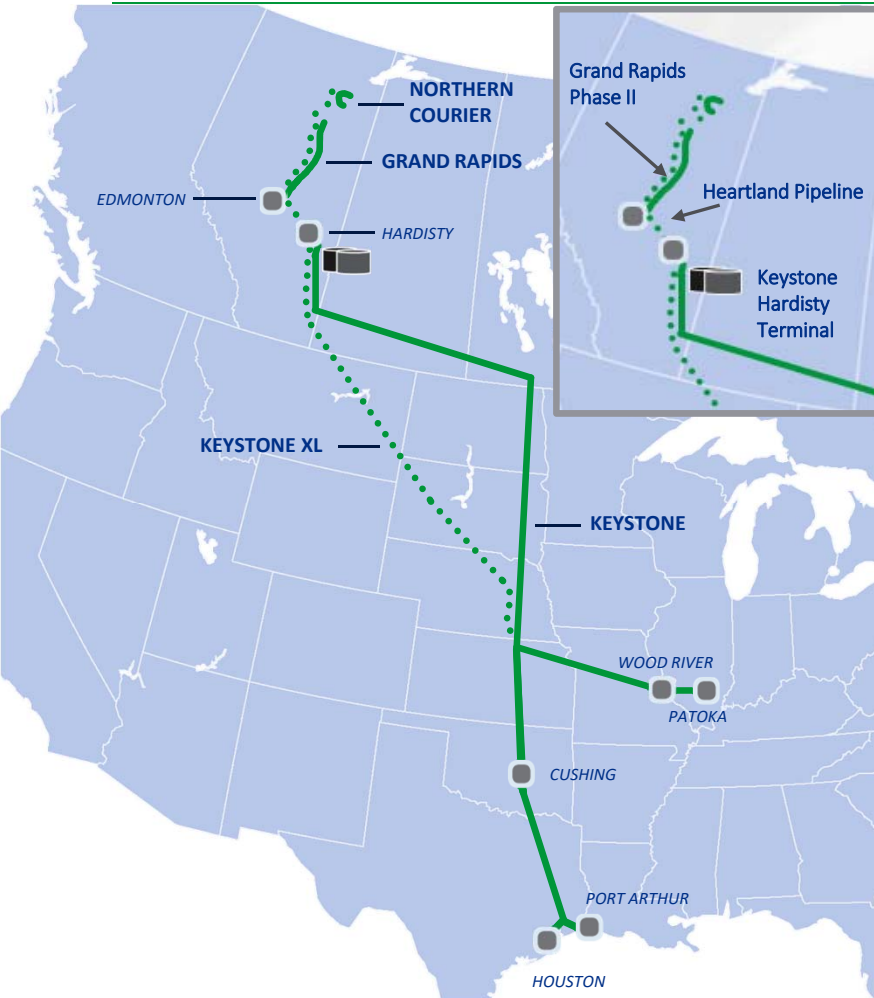 NORTHERN
COURIER
GRAND RAPIDS
EDMONTON
HARDISTY
KEYSTONE XL
KEYSTONE
WOOD RIVER
PATOKA
CUSHING
PORT ARTHUR
HOUSTON
Grand Rapids
Phase II
Heartland Pipeline
Keystone
Hardisty
Terminal